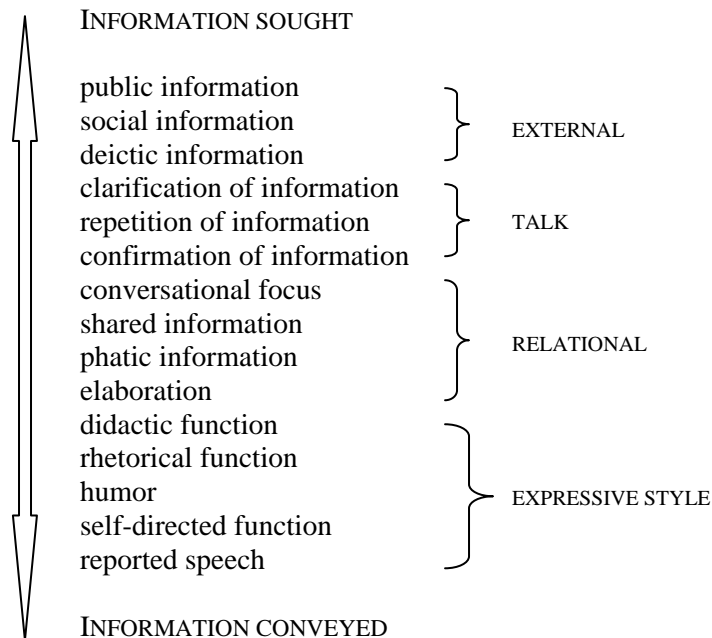 INFORMATION SOUGHT
public information
social information
deictic information
EXTERNAL
clarification of information
repetition of information
confirmation of information
TALK
conversational focus
shared information
phatic information
elaboration
RELATIONAL
didactic function
rhetorical function
humor
self-directed function
reported speech
EXPRESSIVE STYLE
INFORMATION CONVEYED